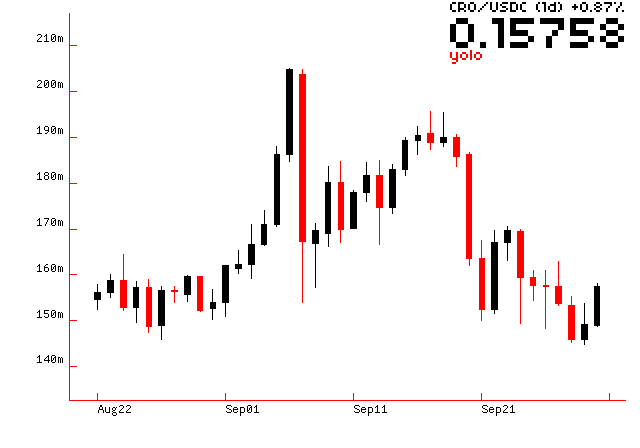 CRO/USDC (1d) +0.87%
0.15758
yolo
210m
200m
190m
180m
170m
160m
150m
140m
Aug22 Sep01 Sep11 Sep21